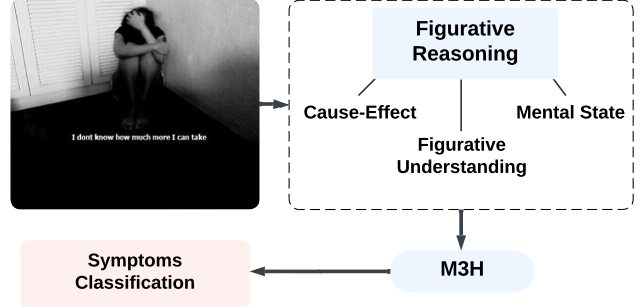 I dont know how much more I can take
Figurative
Reasoning
Cause-Effect
Mental State
Figurative
Understanding
M3H
Symptoms
Classification